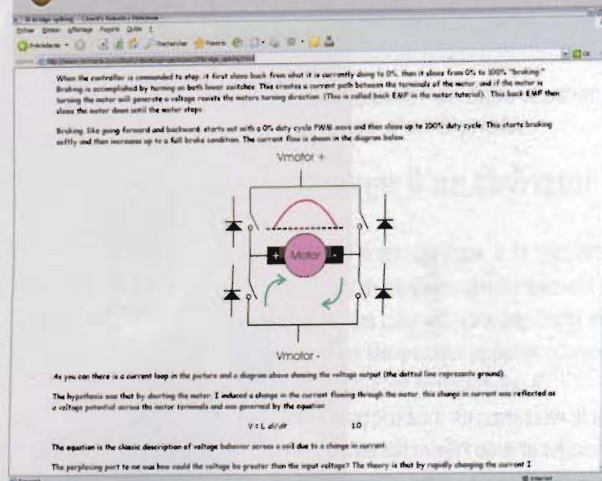 When the controller is commanded to stop, it first slews back from what it is currently doing to 0%, then it slews from 0% to 100% "braking."
Braking is accomplished by turning on both lower switches. This creates a current path between the terminals of the motor, and if the motor is
turning the motor will generate a voltage resists the motors turning direction. (This is called back EMF in the motor tutorial). This back EMF then
slows the motor down until the motor stops.
Braking, like going forward and backward, starts out with a 0% duty cycle PWM wave and then slews up to 100% duty cycle. This starts braking
softly and then increases up to a full brake condition. The current flow is shown in the diagram below.
Vmotor +
+ Motor -
Vmotor -
As you can there is a current loop in the picture and a diagram above showing the voltage output (the dotted line represents ground).
The hypothesis was that by shorting the motor, I induced a change in the current flowing through the motor, this change in current was reflected as
a voltage potential across the motor terminals and was governed by the equation
V = L di/dt 1.0
The equation is the classic description of voltage behavior across a coil due to a change in current.
The perplexing part to me was how could the voltage be greater than the input voltage? The theory is that by rapidly changing the current I
Internet